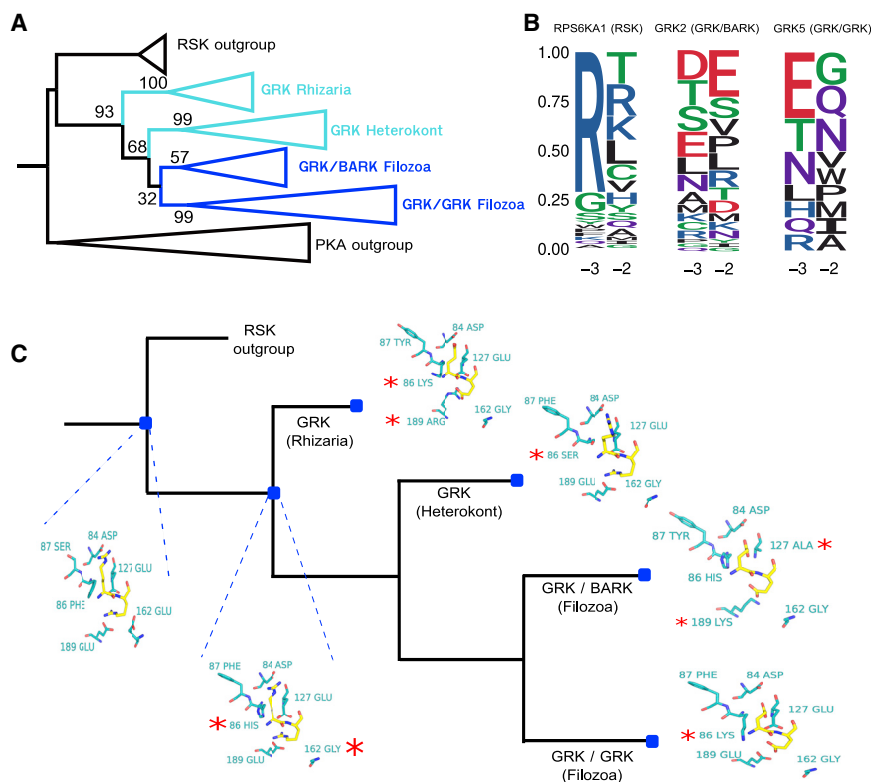 A
RSK outgroup
100
GRK Rhizaria
93
99
GRK Heterokont
68
57
GRK/BARK Filozoa
32
99
GRK/GRK Filozoa
PKA outgroup
B
RPS6KA1 (RSK)
GRK2 (GRK/BARK)
GRK5 (GRK/GRK)
1.00
0.75
0.50
0.25
0.00
R G S
T R K L C V H Y S
D T S E L N A M K C R
E S V P L R T D M K N
E T N L H Q R
G Q N V W P M I A
-3 -2
-3 -2
-3 -2
C
RSK
outgroup
87 TYR
84 ASP
127 GLU
* 86 LYS
* 189 ARG
162 GLY
GRK
(Rhizaria)
87 PHE
84 ASP
127 GLU
* 86 SER
189 GLU
162 GLY
GRK
(Heterokont)
87 TYR
84 ASP
127 ALA *
86 HIS
* 189 LYS
162 GLY
GRK / BARK
(Filozoa)
87 SER
84 ASP
127 GLU
86 PHE
162 GLU
189 GLU
87 PHE
84 ASP
127 GLU
* 86 HIS
189 GLU
162 GLY *
87 PHE
84 ASP
127 GLU
* 86 LYS
189 GLU
162 GLY
GRK / GRK
(Filozoa)